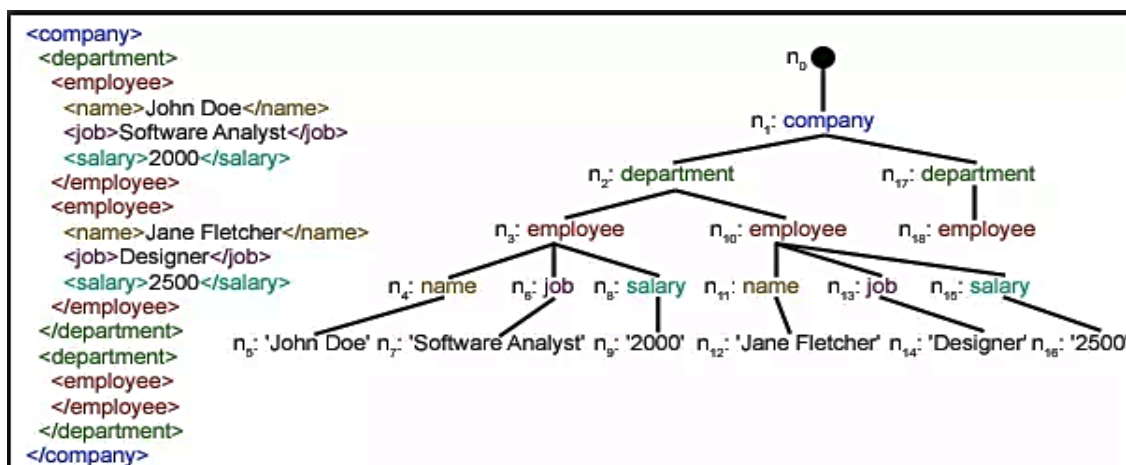 <company>
<department>
<employee>
<name>John Doe</name>
<job>Software Analyst</job>
<salary>2000</salary>
</employee>
<employee>
<name>Jane Fletcher</name>
<job>Designer</job>
<salary>2500</salary>
</employee>
</department>
<department>
<employee>
</employee>
</department>
</company>
n0
n1: company
n2: department n17: department
n3: employee n10: employee n18: employee
n4: name n6: job n8: salary n11: name n13: job n15: salary
n5: 'John Doe' n7: 'Software Analyst' n9: '2000' n12: 'Jane Fletcher' n14: 'Designer' n16: '2500'